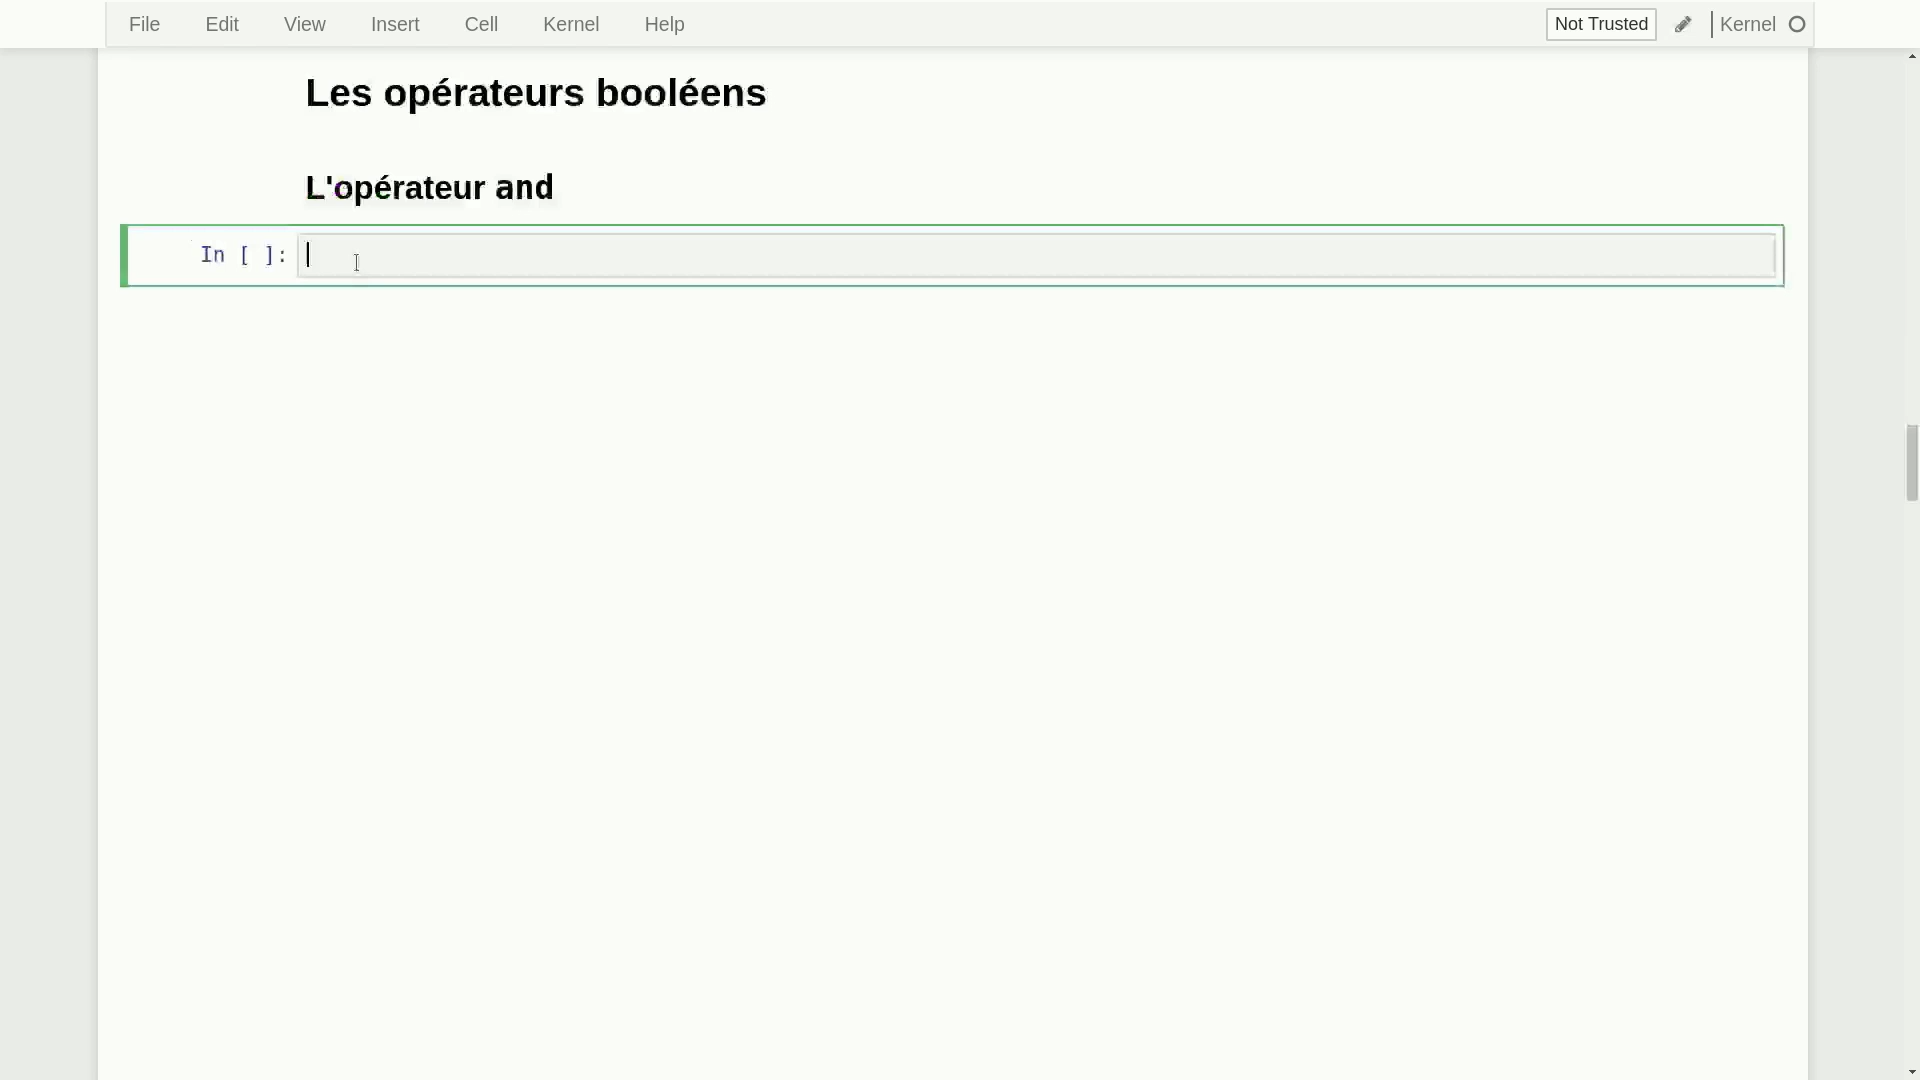 File Edit View Insert Cell Kernel Help Not Trusted Kernel
Les opérateurs booléens
L'opérateur and
In [ ]: